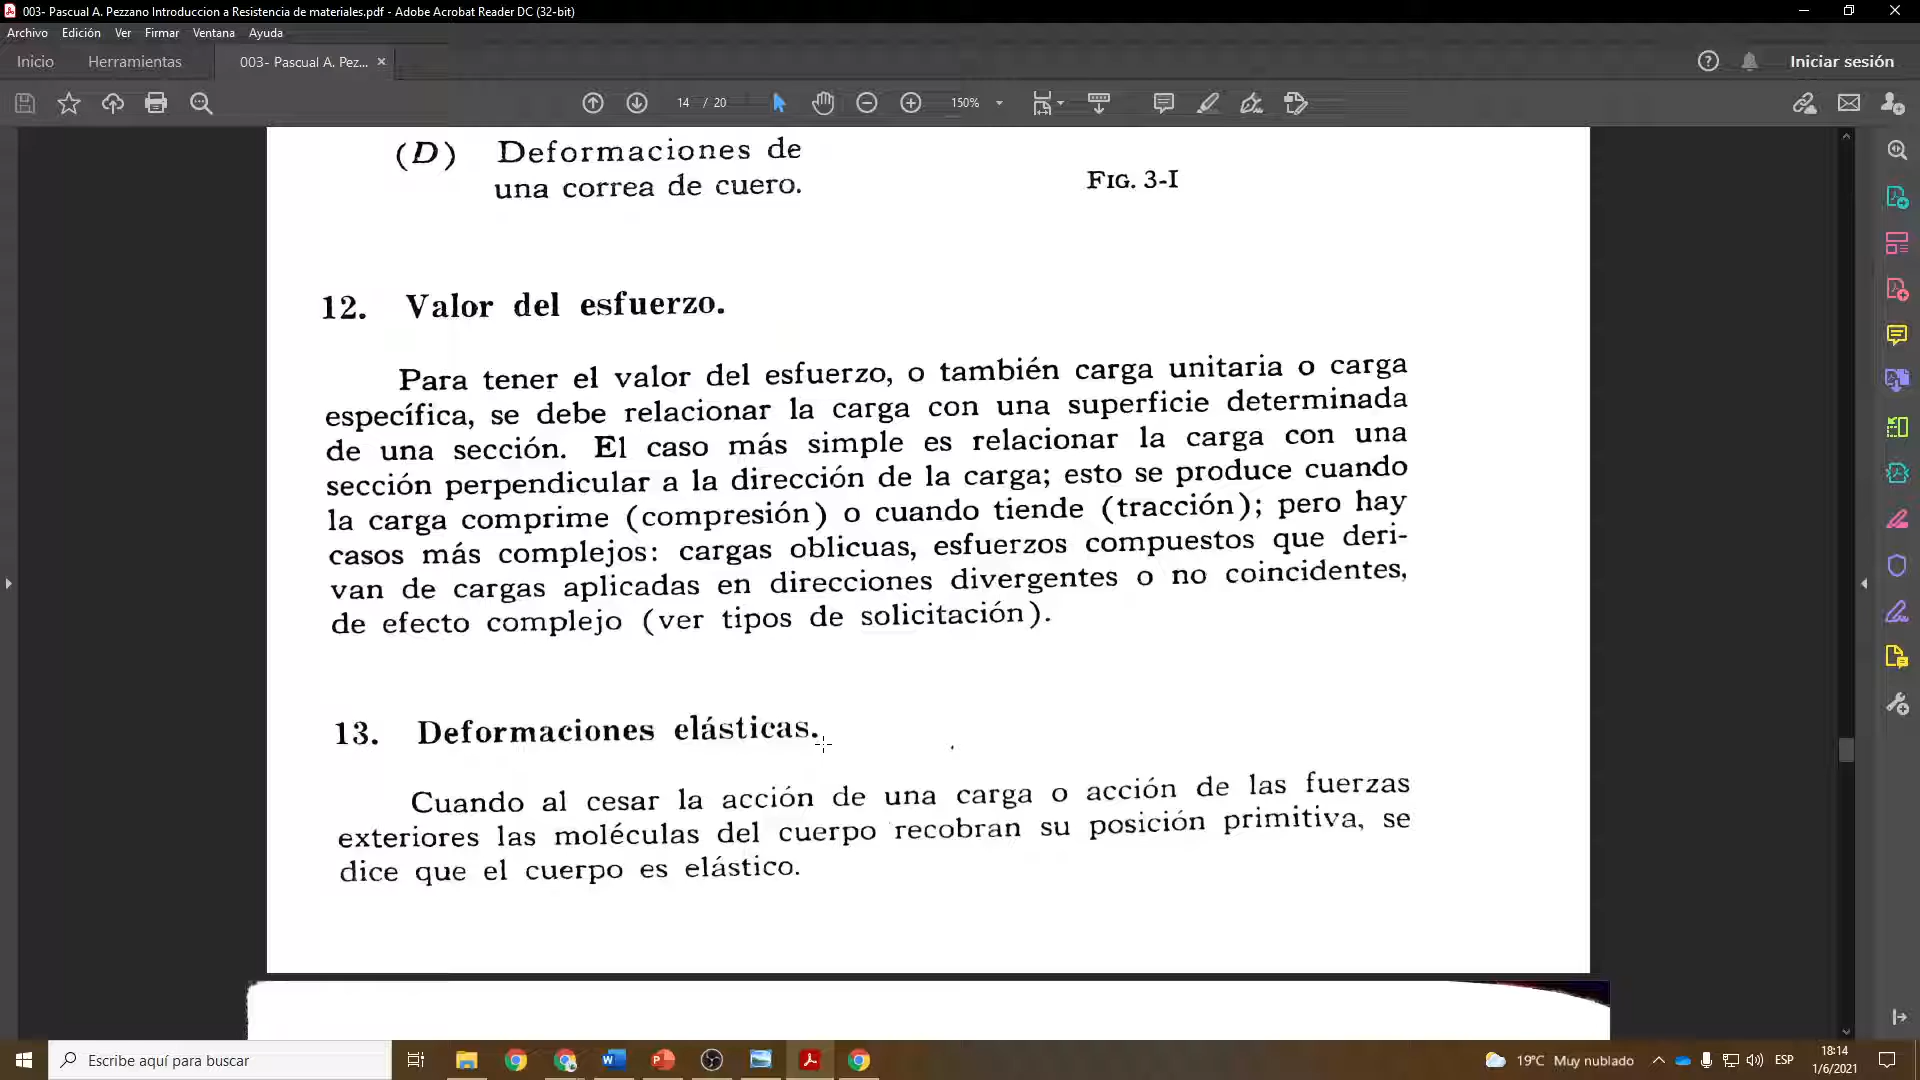 003- Pascual A. Pezzano Introduccion a Resistencia de materiales.pdf - Adobe Acrobat Reader DC (32-bit)
Archivo Edición Ver Firmar Ventana Ayuda
Inicio Herramientas 003- Pascual A. Pez... × Iniciar sesión
14 / 20 150%
(D) Deformaciones de
una correa de cuero.
FIG. 3-I
12. Valor del esfuerzo.
Para tener el valor del esfuerzo, o también carga unitaria o carga
específica, se debe relacionar la carga con una superficie determinada
de una sección. El caso más simple es relacionar la carga con una
sección perpendicular a la dirección de la carga; esto se produce cuando
la carga comprime (compresión) o cuando tiende (tracción); pero hay
casos más complejos: cargas oblicuas, esfuerzos compuestos que deri-
van de cargas aplicadas en direcciones divergentes o no coincidentes,
de efecto complejo (ver tipos de solicitación).
13. Deformaciones elásticas.
Cuando al cesar la acción de una carga o acción de las fuerzas
exteriores las moléculas del cuerpo recobran su posición primitiva, se
dice que el cuerpo es elástico.
Escribe aquí para buscar
19°C Muy nublado
ESP
18:14
1/6/2021